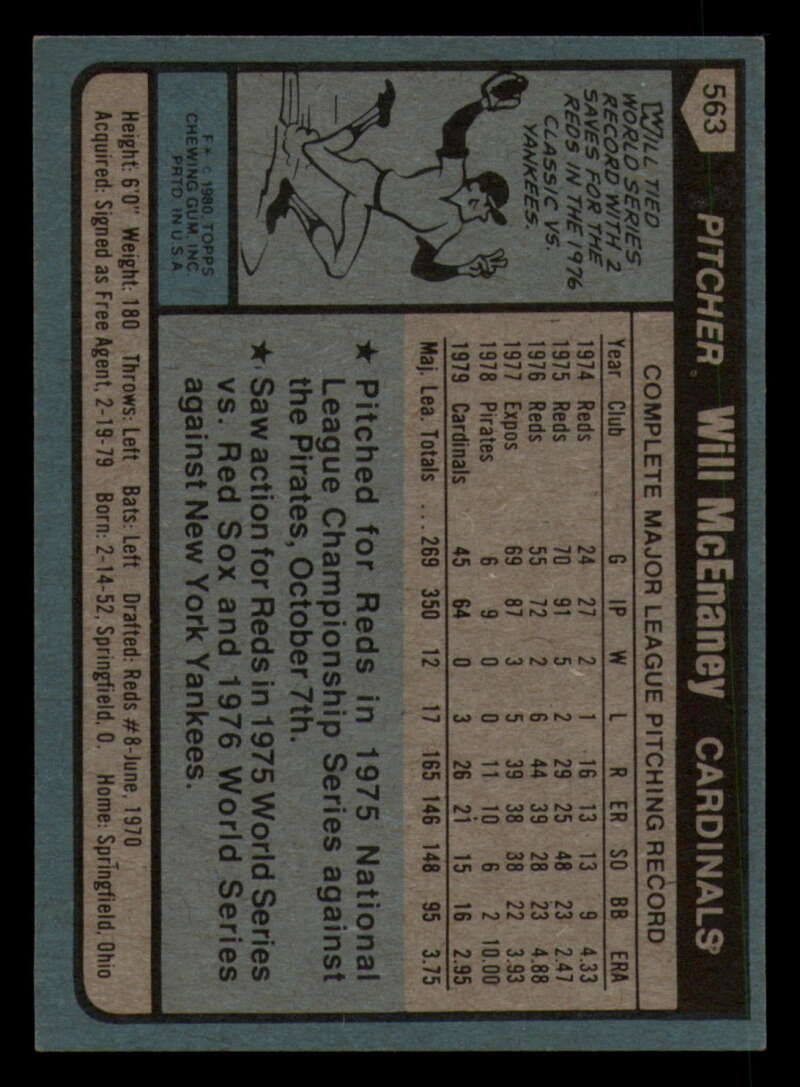 563 PITCHER Will McEnaney CARDINALS
WILL TIED
WORLD SERIES
RECORD WITH 2
SAVES FOR THE
REDS IN THE 1976
CLASSIC VS.
YANKEES.
F * © 1980 TOPPS
CHEWING GUM, INC.
PRTD IN U S A
COMPLETE MAJOR LEAGUE PITCHING RECORD
Year Club G IP W L R ER SO BB ERA
1974 Reds 24 27 2 1 16 13 13 9 4.33
1975 Reds 70 91 5 2 29 25 48 23 2.47
1976 Reds 55 72 2 6 44 39 28 23 4.88
1977 Expos 69 87 3 5 39 38 38 22 3.93
1978 Pirates 6 9 0 0 11 10 6 2 10.00
1979 Cardinals 45 64 0 3 26 21 15 16 2.95
Maj. Lea. Totals ... 269 350 12 17 165 146 148 95 3.75
★ Pitched for Reds in 1975 National
League Championship Series against
the Pirates, October 7th.
★ Saw action for Reds in 1975 World Series
vs. Red Sox and 1976 World Series
against New York Yankees.
Height: 6'0" Weight: 180 Throws: Left Bats: Left Drafted: Reds #8-June, 1970
Acquired: Signed as Free Agent, 2-19-79 Born: 2-14-52, Springfield, O. Home: Springfield, Ohio